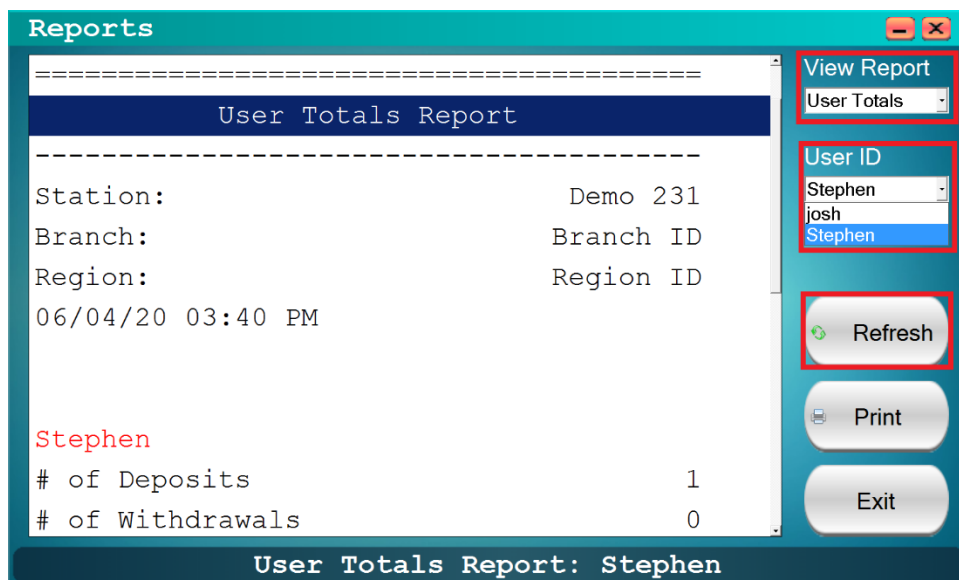 Reports
=========================================
User Totals Report
-----------------------------------------
Station: Demo 231
Branch: Branch ID
Region: Region ID
06/04/20 03:40 PM
Stephen
# of Deposits 1
# of Withdrawals 0
View Report
User Totals
User ID
Stephen
josh
Stephen
Refresh
Print
Exit
User Totals Report: Stephen